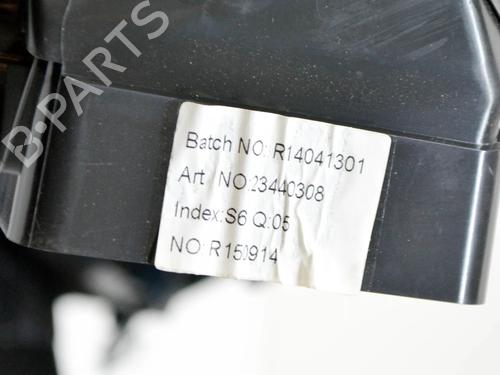 B-PARTS
Batch NO: R14041301
Art NO:23440308
Index:S6 Q:05
NO: R150914